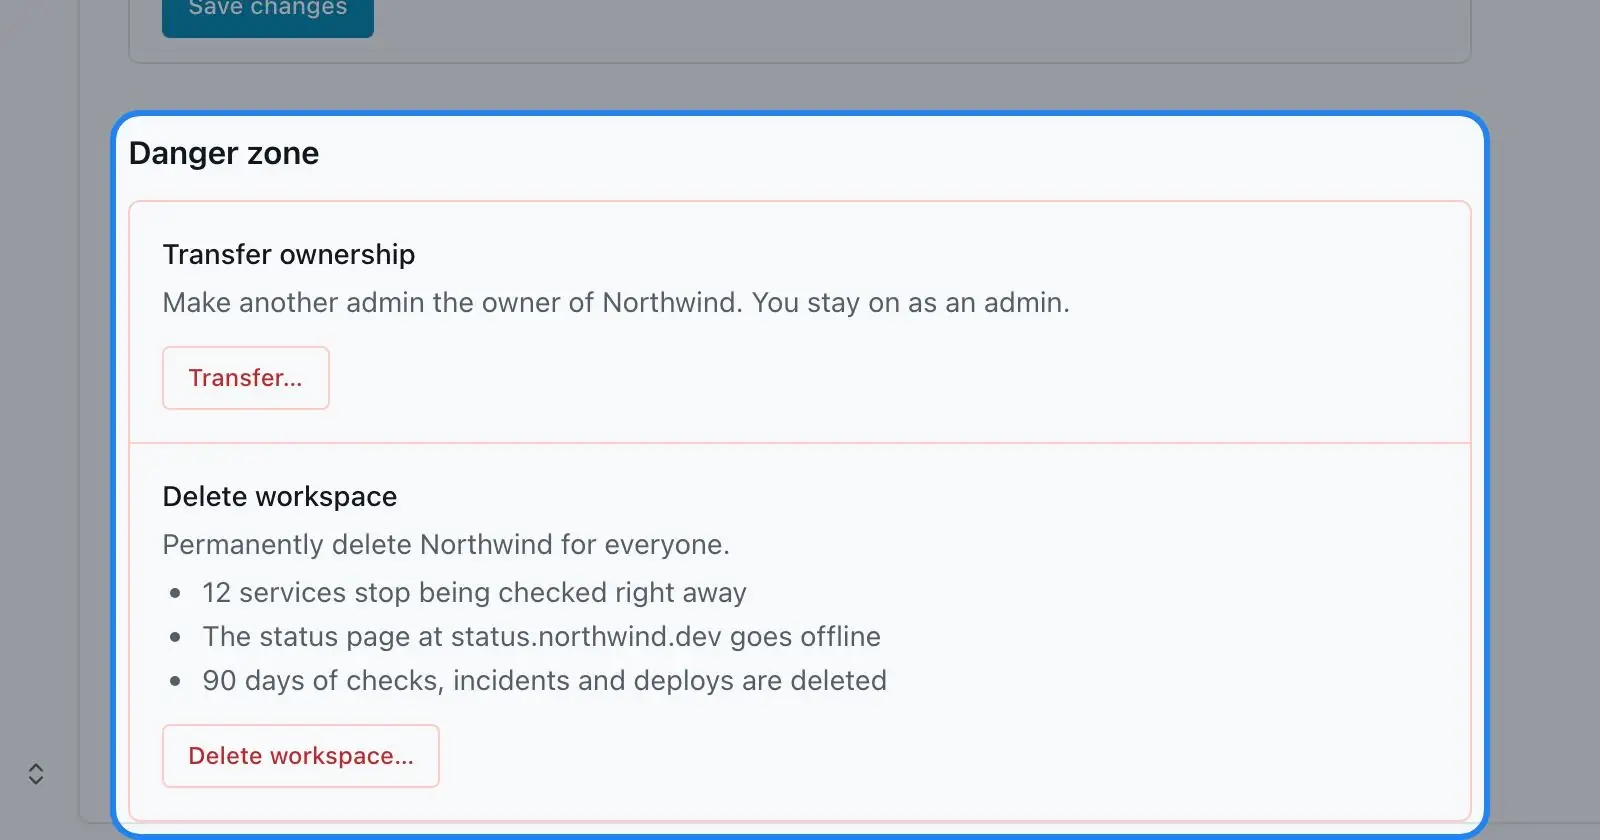 Save changes
Danger zone
Transfer ownership
Make another admin the owner of Northwind. You stay on as an admin.
Transfer...
Delete workspace
Permanently delete Northwind for everyone.
• 12 services stop being checked right away
• The status page at status.northwind.dev goes offline
• 90 days of checks, incidents and deploys are deleted
Delete workspace...